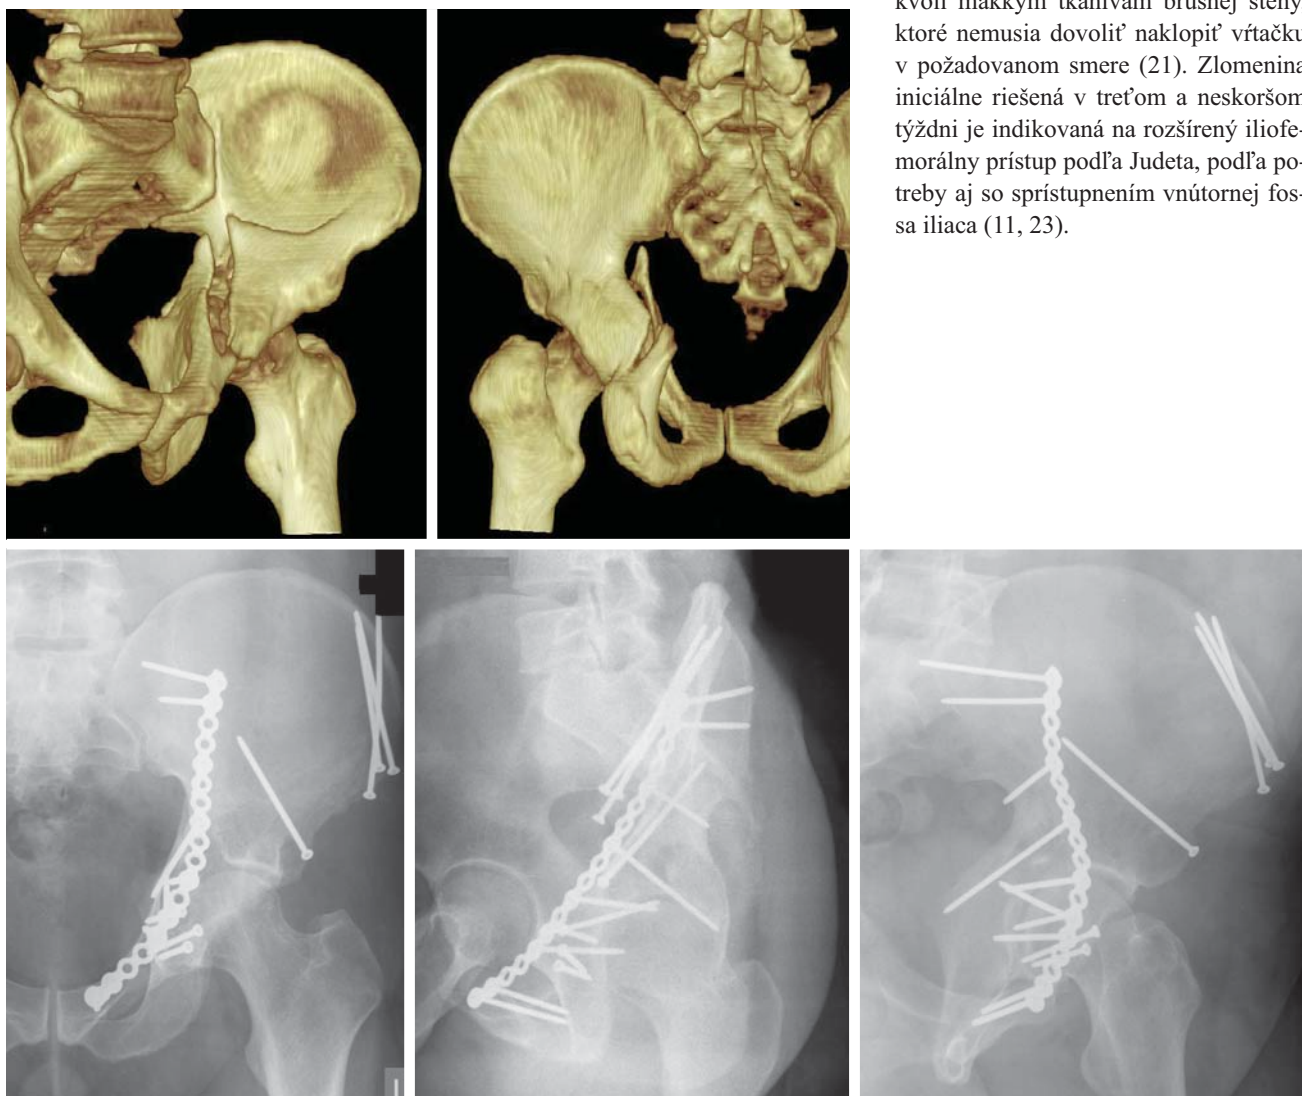 kvôli mäkkým tkanivám brušnej steny,
ktoré nemusia dovoliť naklopiť vŕtačku
v požadovanom smere (21). Zlomenina
iniciálne riešená v treťom a neskoršom
týždni je indikovaná na rozšírený iliofe-
morálny prístup podľa Judeta, podľa po-
treby aj so sprístupnením vnútornej fos-
sa iliaca (11, 23).